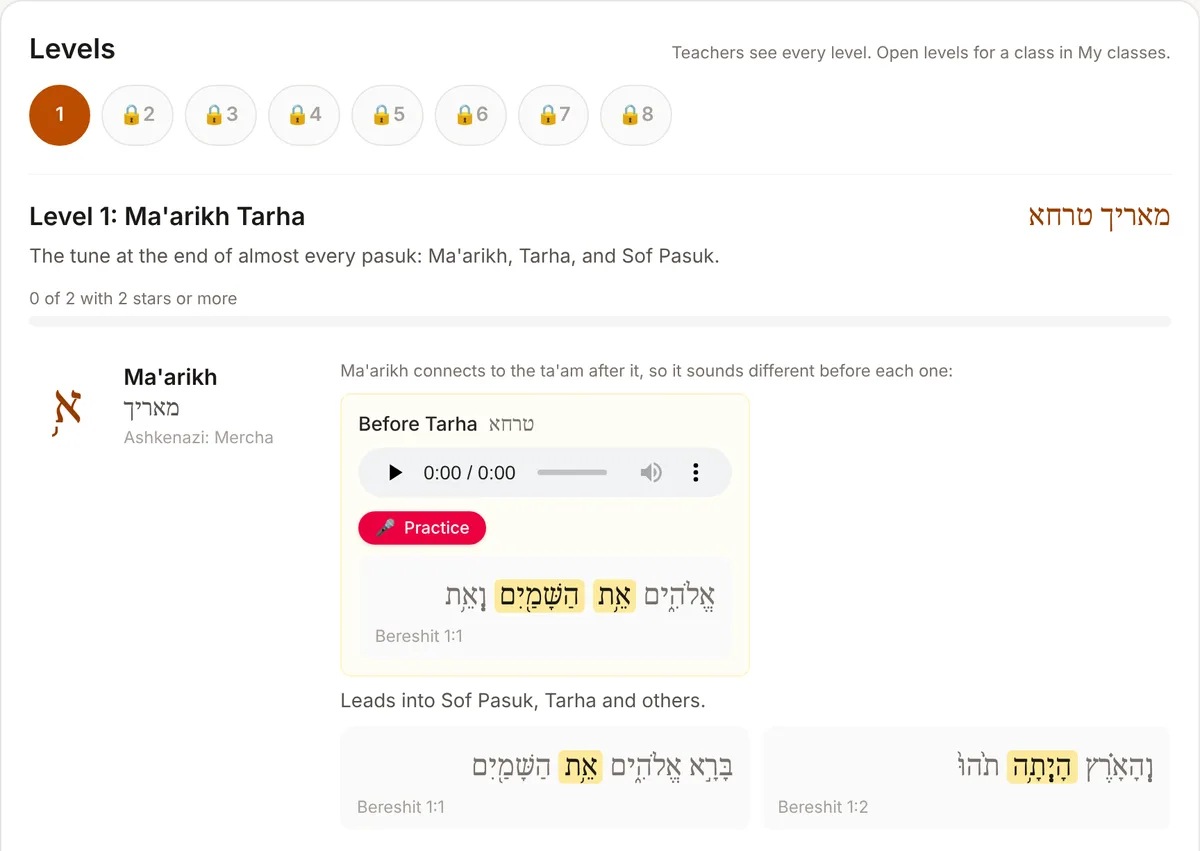 Levels
Teachers see every level. Open levels for a class in My classes.
1 🔒2 🔒3 🔒4 🔒5 🔒6 🔒7 🔒8
Level 1: Ma'arikh Tarha
מאריך טרחא
The tune at the end of almost every pasuk: Ma'arikh, Tarha, and Sof Pasuk.
0 of 2 with 2 stars or more
א֥
Ma'arikh
מאריך
Ashkenazi: Mercha
Ma'arikh connects to the ta'am after it, so it sounds different before each one:
Before Tarha טרחא
0:00 / 0:00
🎤 Practice
אֱלֹהִ֑ים אֵ֥ת הַשָּׁמַ֖יִם וְאֵ֥ת
Bereshit 1:1
Leads into Sof Pasuk, Tarha and others.
בָּרָ֣א אֱלֹהִ֑ים אֵ֥ת הַשָּׁמַ֖יִם
Bereshit 1:1
וְהָאָ֗רֶץ הָיְתָ֥ה תֹ֙הוּ֙
Bereshit 1:2